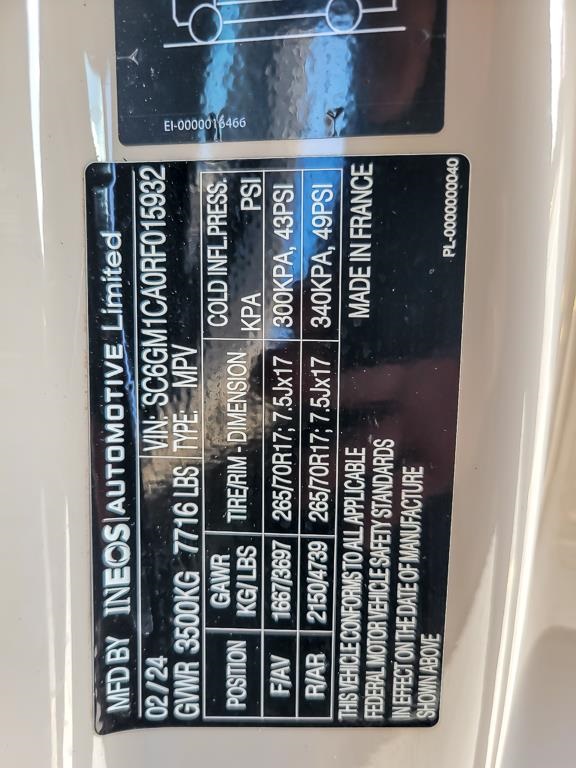 EI-0000016466
MFD BY INEOS | AUTOMOTIVE Limited
02/24 VIN: SC6GM1CA0RF015932
GVWR 3500KG 7716 LBS TYPE: MPV
POSITION GAWR KG/LBS TIRE/RIM - DIMENSION COLD INFL.PRESS. KPA PSI
F/AV 1667/3697 265/70R17; 7.5Jx17 300KPA, 43PSI
R/AR 2150/4739 265/70R17; 7.5Jx17 340KPA, 49PSI
THIS VEHICLE CONFORMS TO ALL APPLICABLE
FEDERAL MOTOR VEHICLE SAFETY STANDARDS
IN EFFECT ON THE DATE OF MANUFACTURE
SHOWN ABOVE
MADE IN FRANCE
PL-0000000040